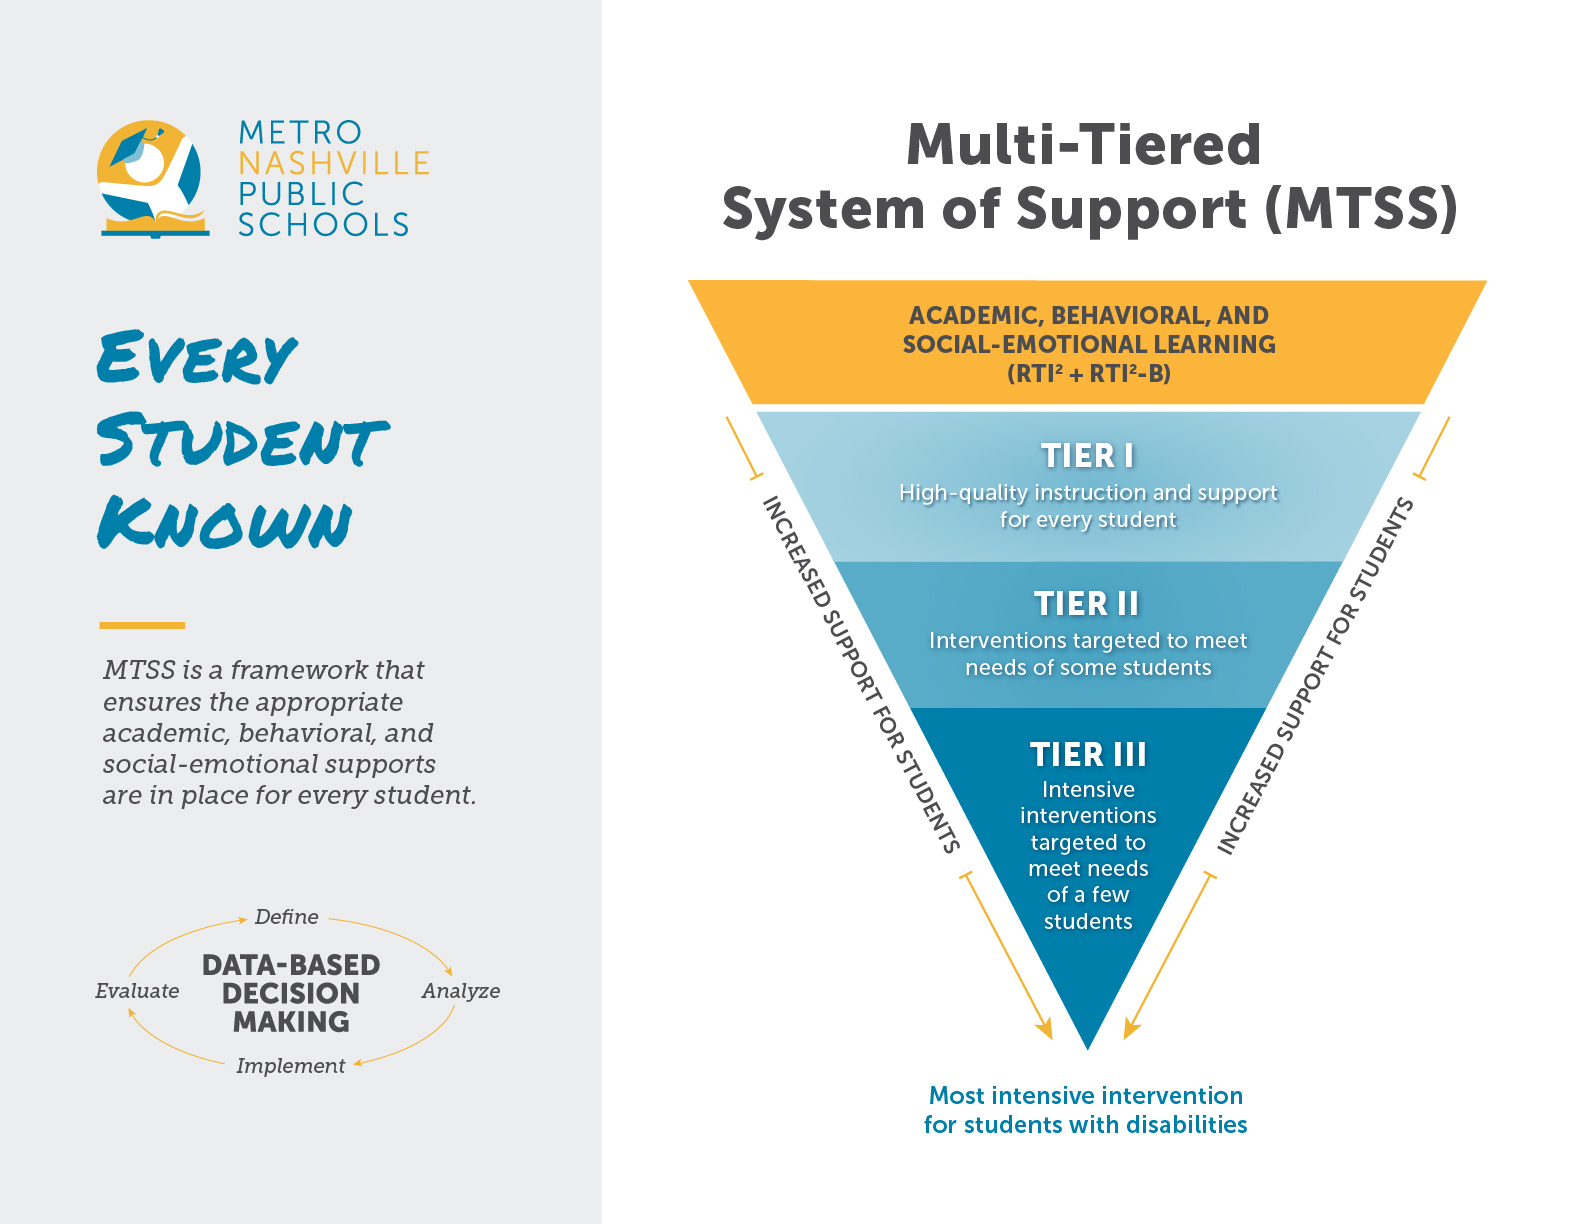 METRO
NASHVILLE
PUBLIC
SCHOOLS
EVERY
STUDENT
KNOWN
MTSS is a framework that
ensures the appropriate
academic, behavioral, and
social-emotional supports
are in place for every student.
Define
DATA-BASED
DECISION
MAKING
Evaluate
Analyze
Implement
Multi-Tiered
System of Support (MTSS)
ACADEMIC, BEHAVIORAL, AND
SOCIAL-EMOTIONAL LEARNING
(RTI² + RTI²-B)
TIER I
High-quality instruction and support
for every student
TIER II
Interventions targeted to meet
needs of some students
TIER III
Intensive
interventions
targeted to
meet needs
of a few
students
INCREASED SUPPORT FOR STUDENTS
INCREASED SUPPORT FOR STUDENTS
Most intensive intervention
for students with disabilities